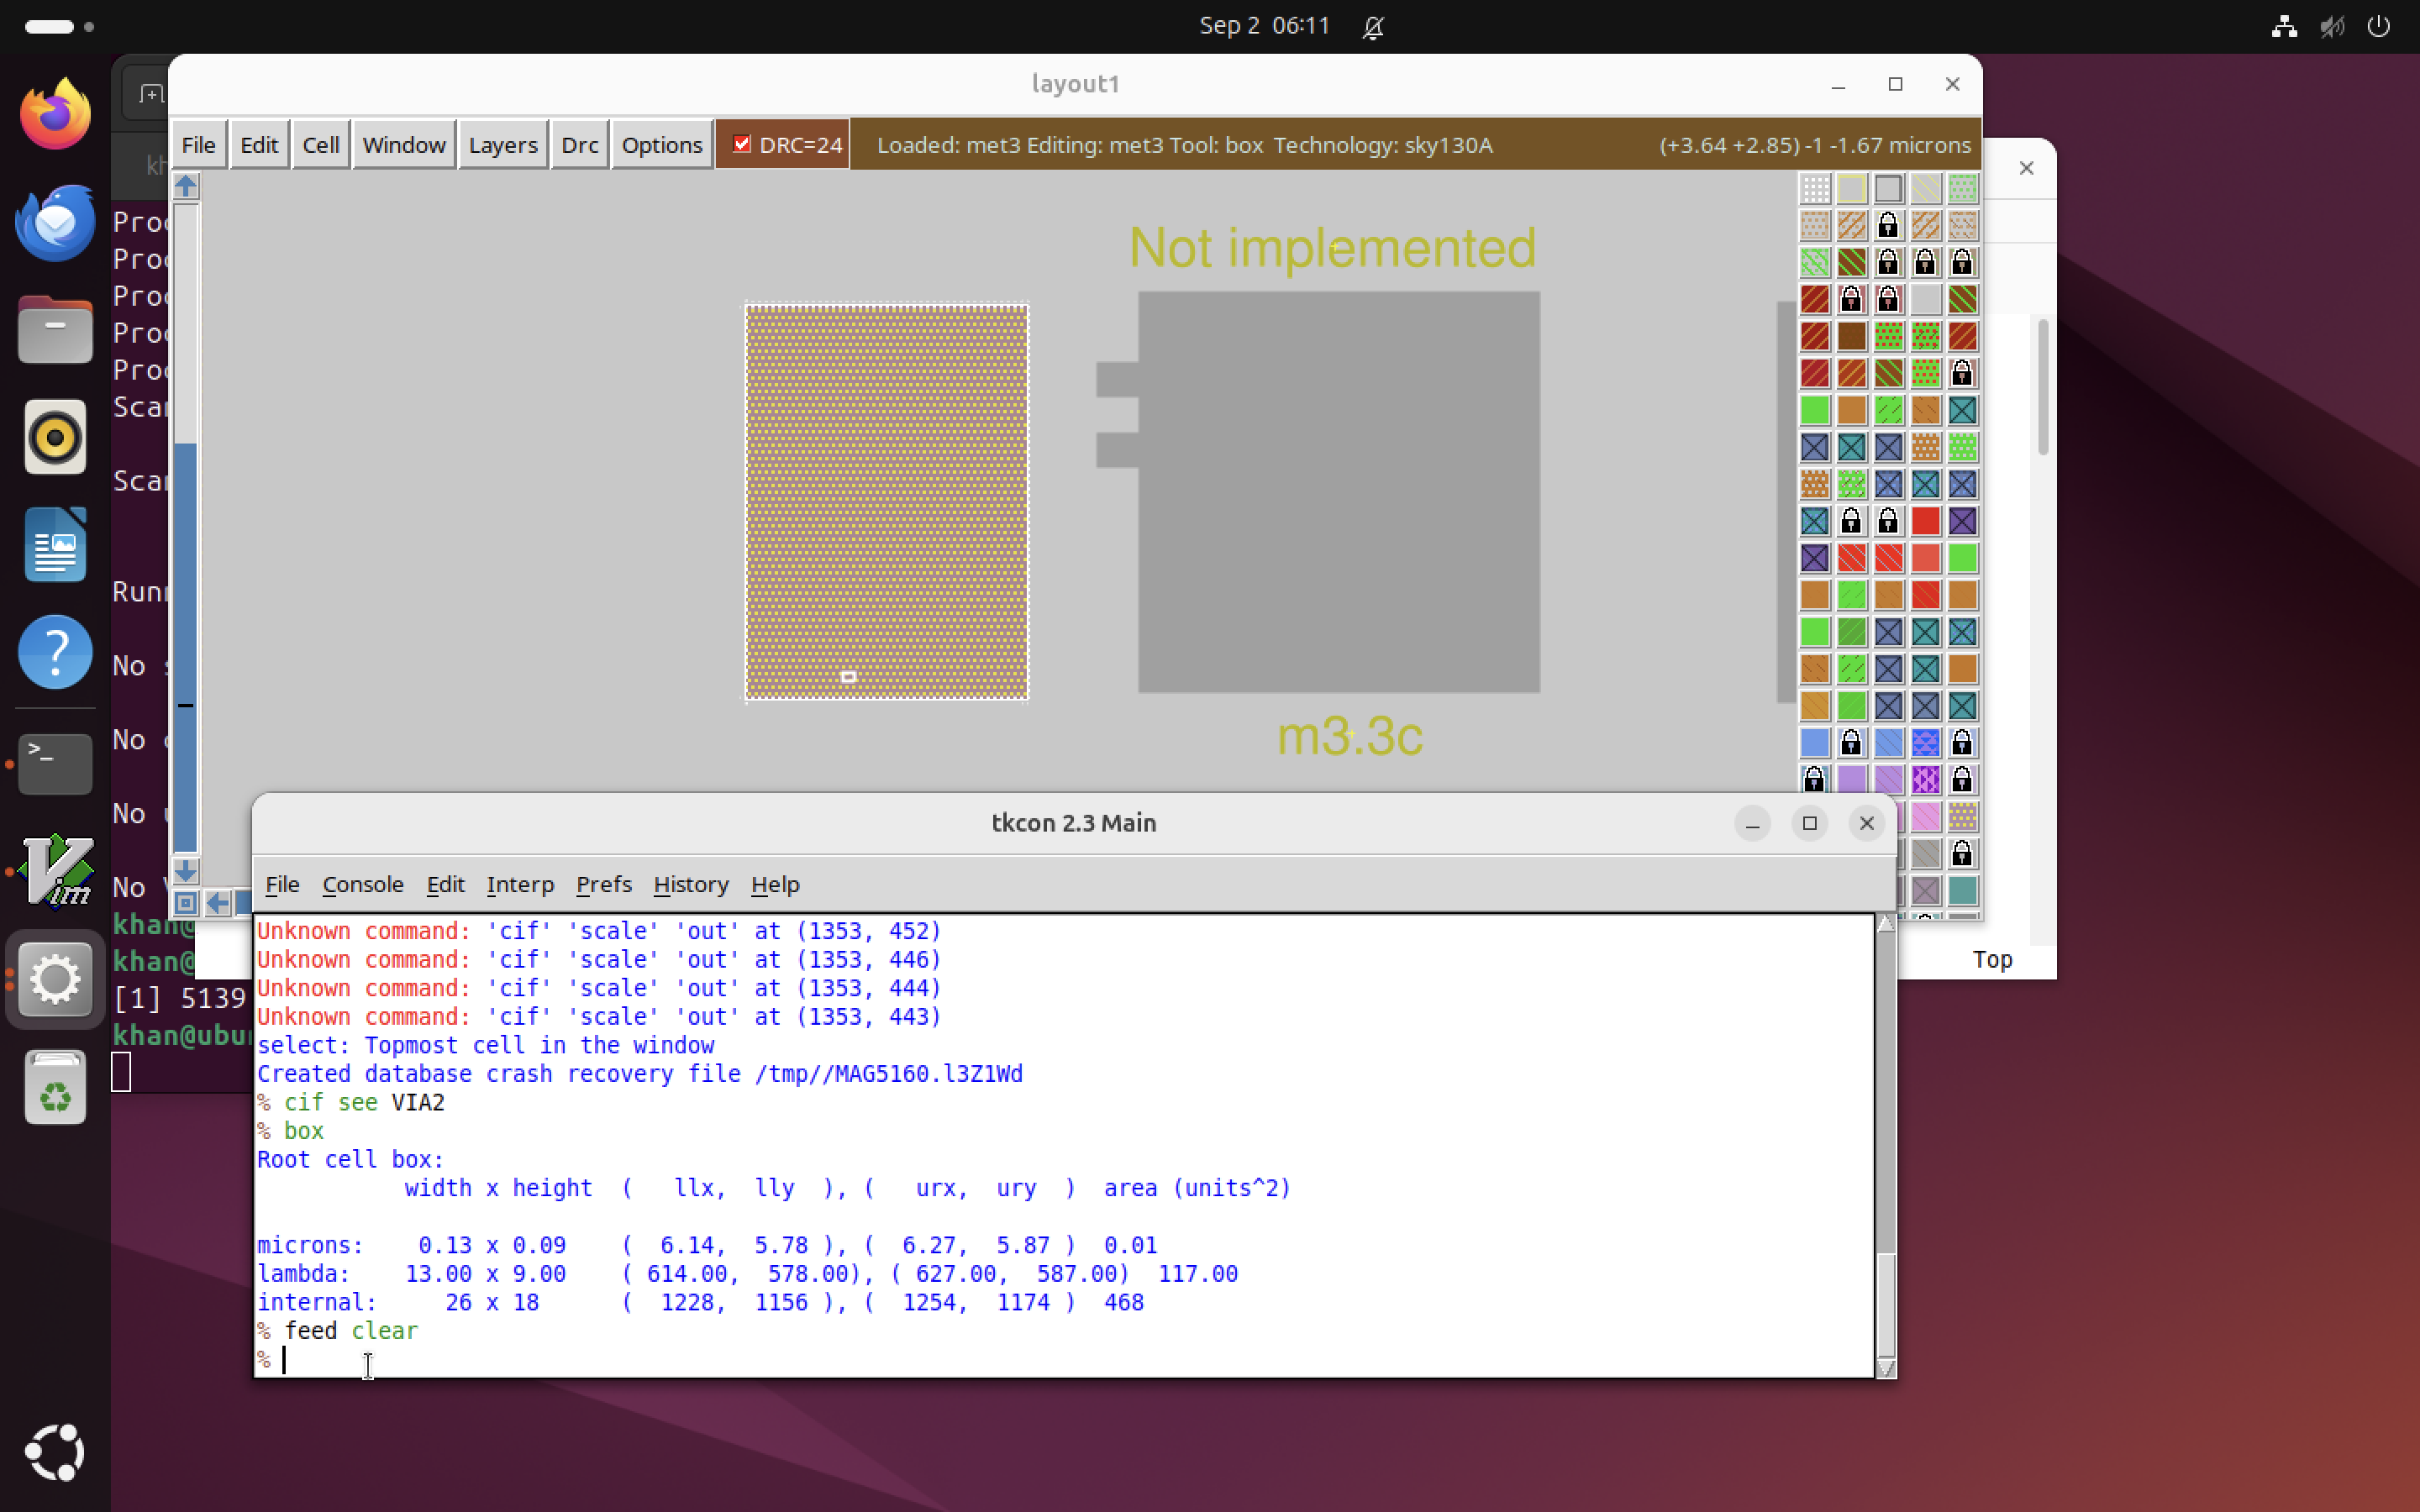 Sep 2 06:11
layout1
File Edit Cell Window Layers Drc Options DRC=24 Loaded: met3 Editing: met3 Tool: box Technology: sky130A (+3.64 +2.85) -1 -1.67 microns
Not implemented
m3.3c
Proc
Proc
Proc
Proc
Proc
Scan
Scan
Runn
No
No
No
No
khan@
khan@
[1] 5139
khan@ubun
Top
tkcon 2.3 Main
File Console Edit Interp Prefs History Help
Unknown command: 'cif' 'scale' 'out' at (1353, 452)
Unknown command: 'cif' 'scale' 'out' at (1353, 446)
Unknown command: 'cif' 'scale' 'out' at (1353, 444)
Unknown command: 'cif' 'scale' 'out' at (1353, 443)
select: Topmost cell in the window
Created database crash recovery file /tmp//MAG5160.l3Z1Wd
% cif see VIA2
% box
Root cell box:
width x height ( llx, lly ), ( urx, ury ) area (units^2)
microns: 0.13 x 0.09 ( 6.14, 5.78 ), ( 6.27, 5.87 ) 0.01
lambda: 13.00 x 9.00 ( 614.00, 578.00), ( 627.00, 587.00) 117.00
internal: 26 x 18 ( 1228, 1156 ), ( 1254, 1174 ) 468
% feed clear
%